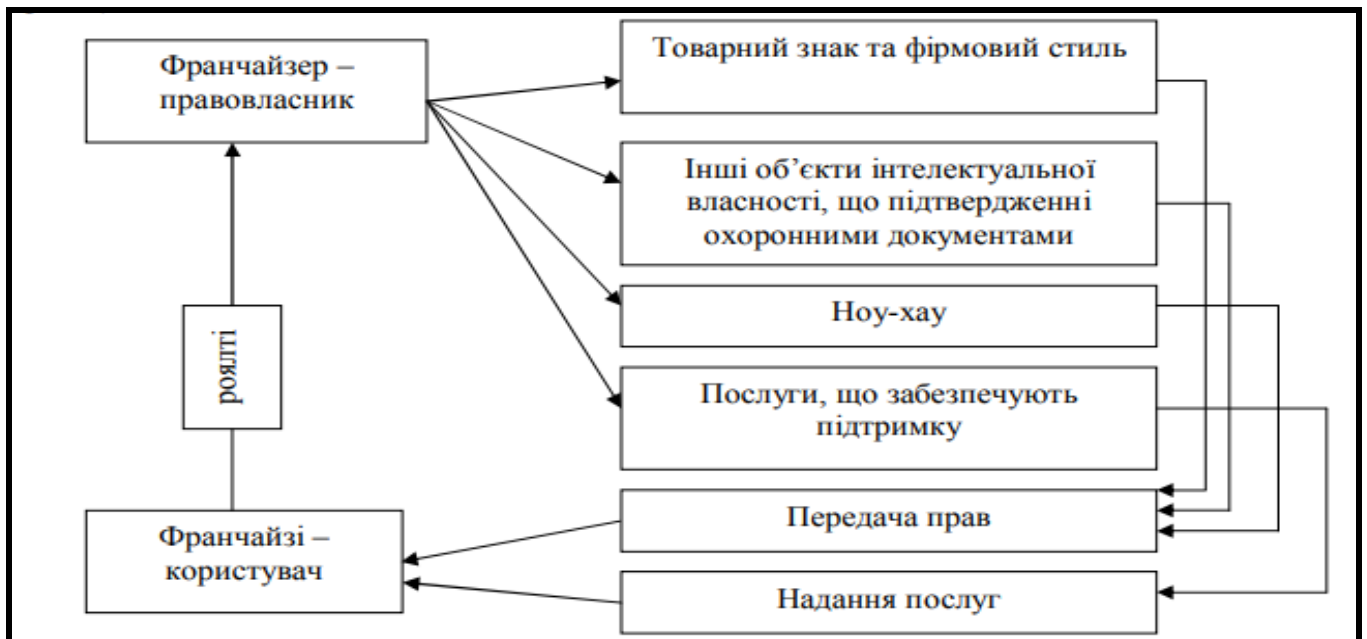 Франчайзер –
правовласник
Товарний знак та фірмовий стиль
Інші об’єкти інтелектуальної
власності, що підтвердженні
охоронними документами
Ноу-хау
роялті
Послуги, що забезпечують
підтримку
Передача прав
Франчайзі –
користувач
Надання послуг